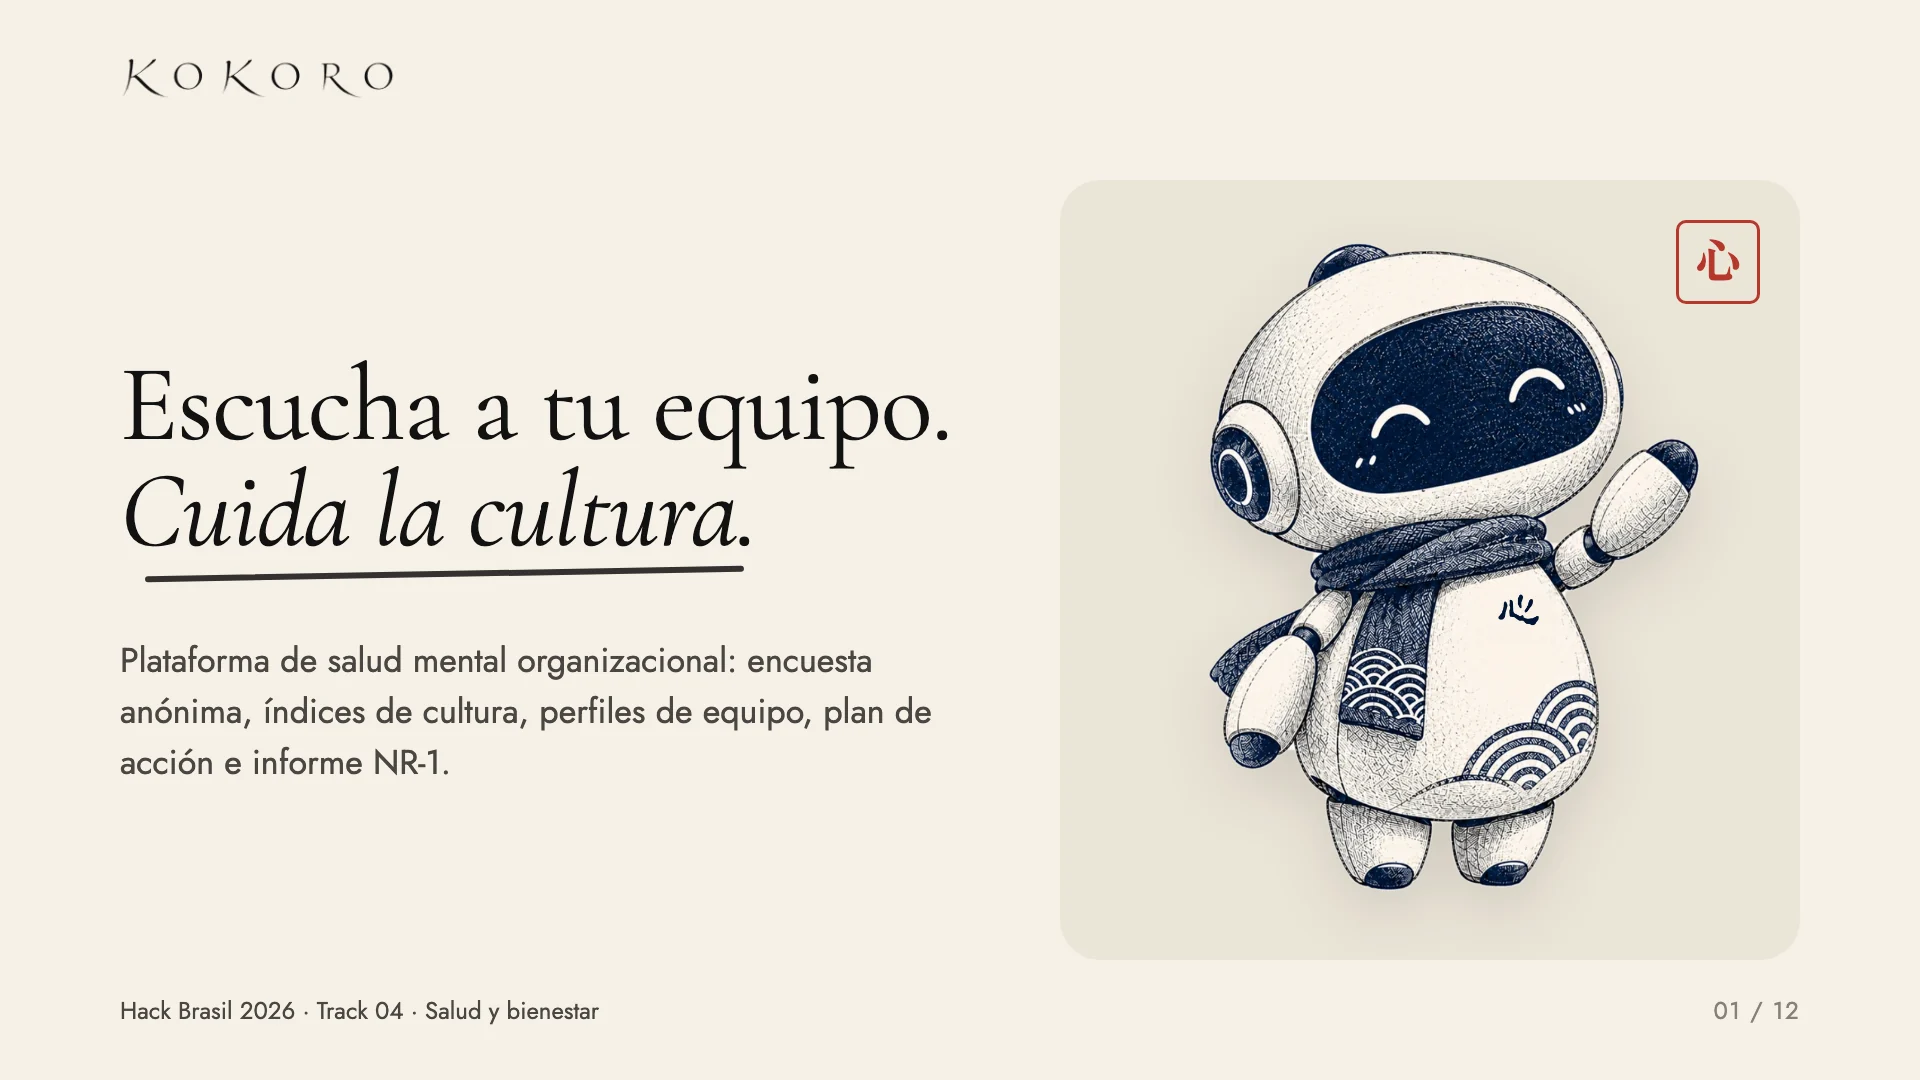 KOKORO
Escucha a tu equipo.
Cuida la cultura.
Plataforma de salud mental organizacional: encuesta
anónima, índices de cultura, perfiles de equipo, plan de
acción e informe NR-1.
心
心
Hack Brasil 2026 · Track 04 · Salud y bienestar
01 / 12